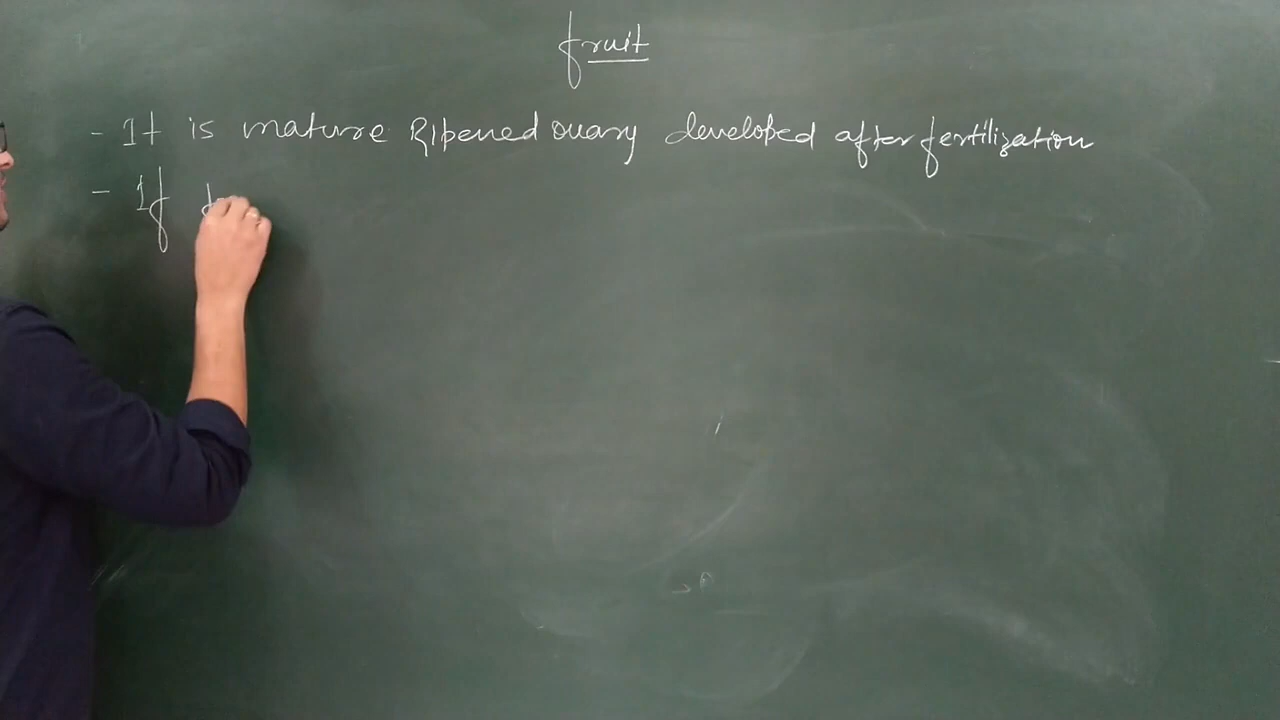 fruit
- It is mature Ripened ovary developed after fertilization
- If